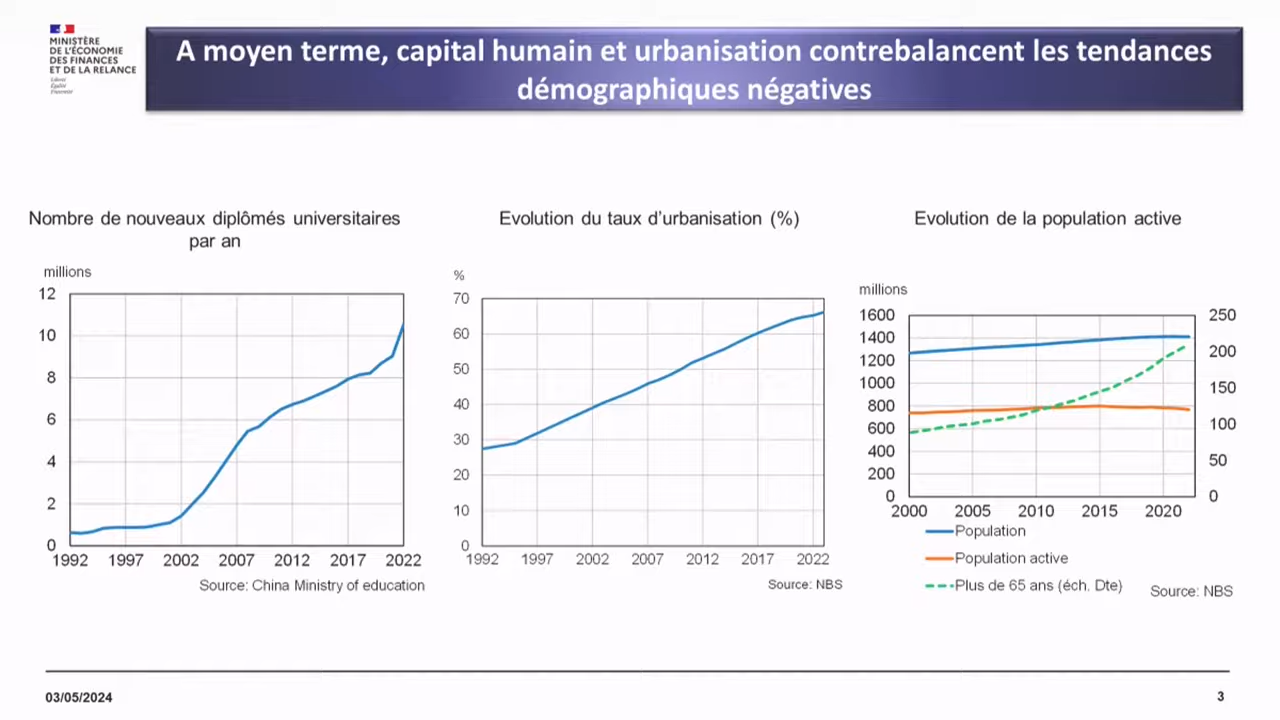 MINISTÈRE
DE L'ÉCONOMIE
DES FINANCES
ET DE LA RELANCE
Liberté
Égalité
Fraternité
A moyen terme, capital humain et urbanisation contrebalancent les tendances
démographiques négatives
Nombre de nouveaux diplômés universitaires
par an
millions
12
10
8
6
4
2
0
1992 1997 2002 2007 2012 2017 2022
Source: China Ministry of education
Evolution du taux d'urbanisation (%)
%
70
60
50
40
30
20
10
0
1992 1997 2002 2007 2012 2017 2022
Source: NBS
Evolution de la population active
millions
1600
1400
1200
1000
800
600
400
200
0
250
200
150
100
50
0
2000 2005 2010 2015 2020
Population
Population active
Plus de 65 ans (éch. Dte)
Source: NBS
03/05/2024
3